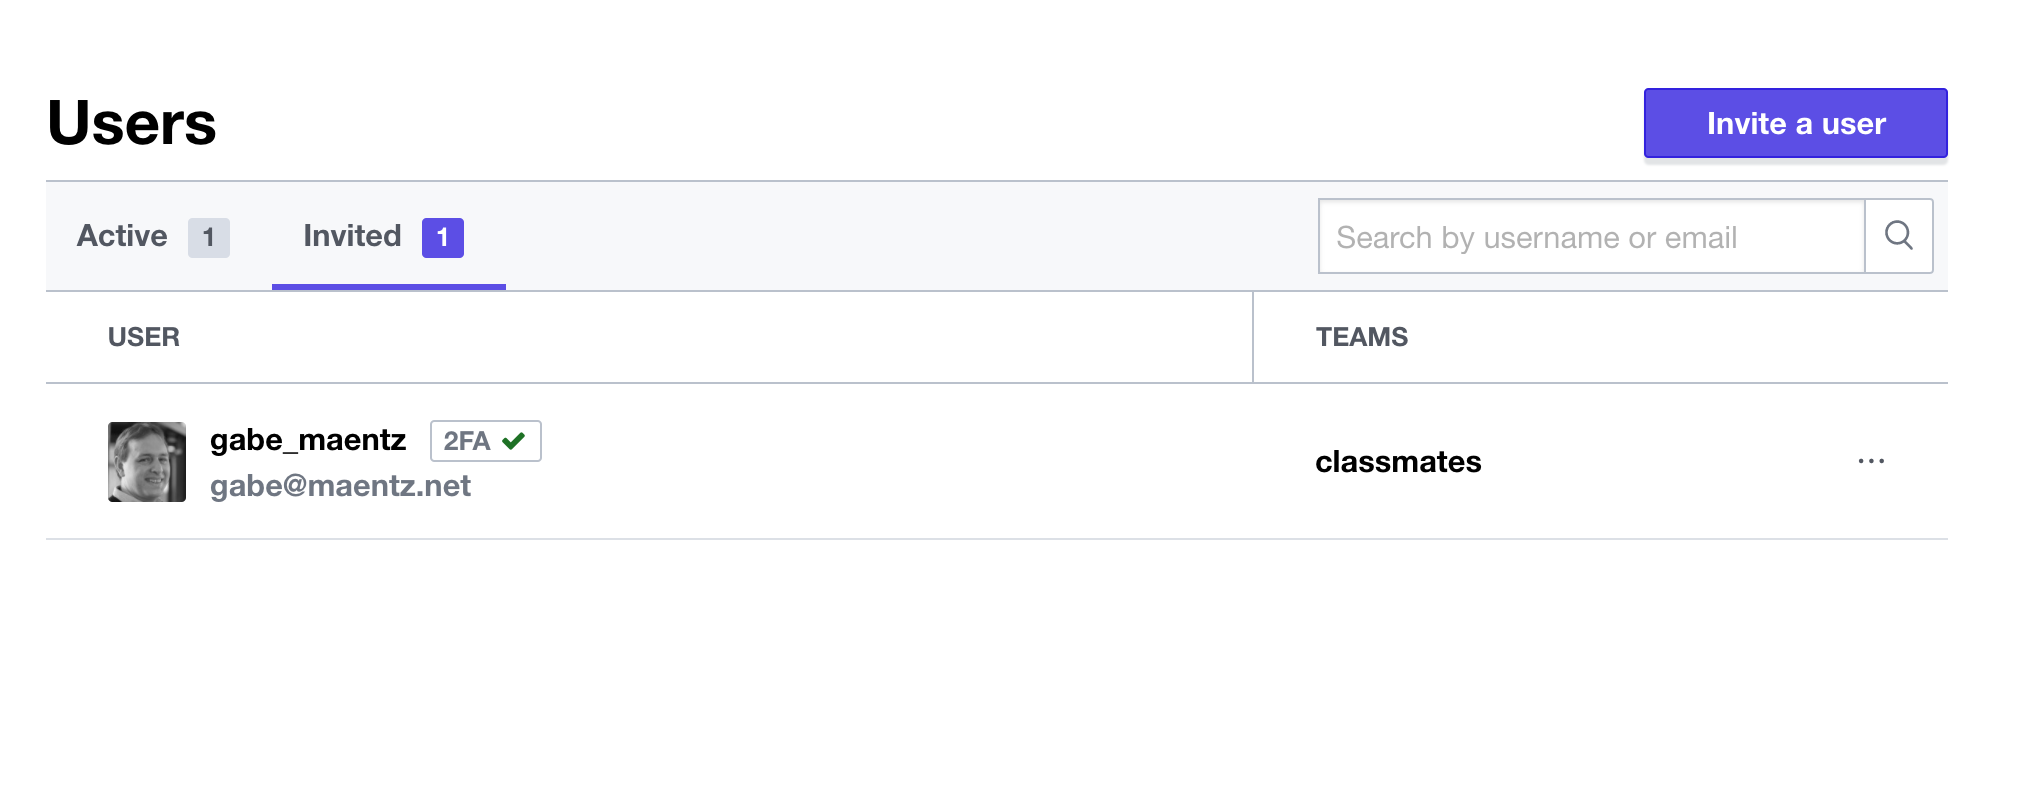 Users
Invite a user
Active 1
Invited 1
Search by username or email
USER
TEAMS
gabe_maentz 2FA
gabe@maentz.net
classmates
...